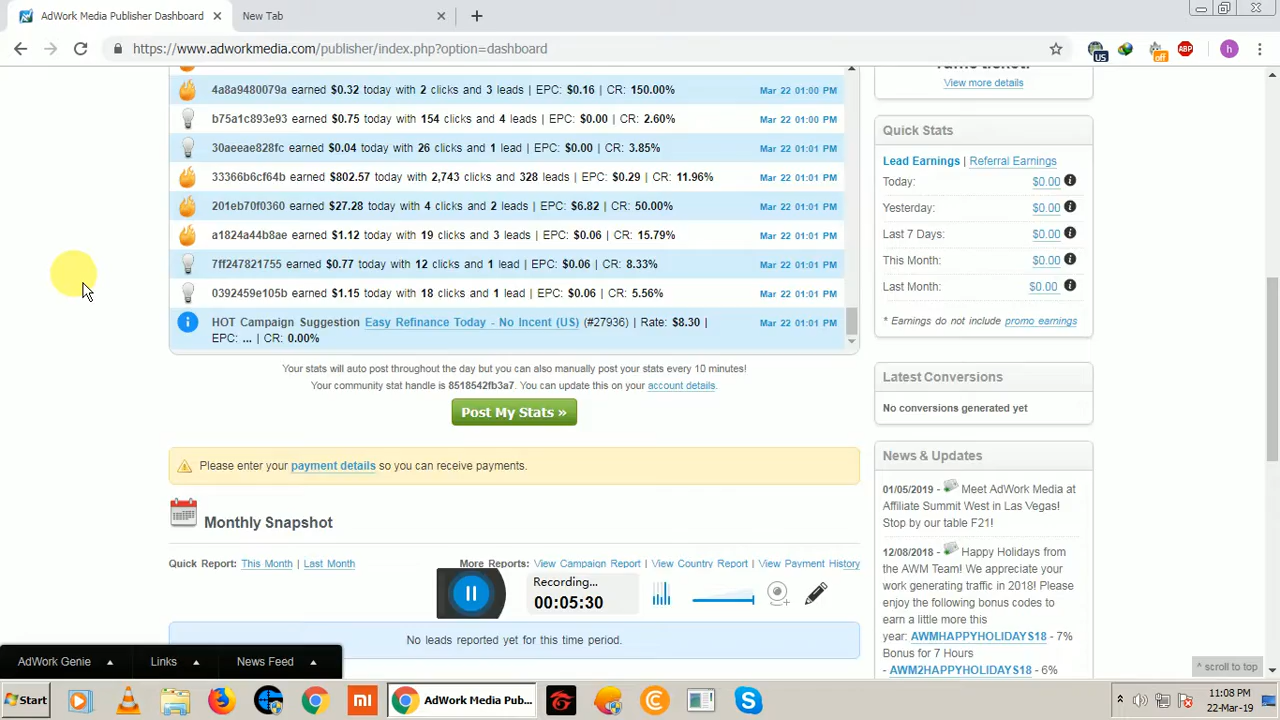 AdWork Media Publisher Dashboard
New Tab
https://www.adworkmedia.com/publisher/index.php?option=dashboard
US
off
ABP
h
View more details
earned $0.32 today with 2 clicks and 3 leads | EPC: $0.16 | CR: 150.00%
Mar 22 01:00 PM
b75a1c893e93 earned $0.75 today with 154 clicks and 4 leads | EPC: $0.00 | CR: 2.60%
Mar 22 01:00 PM
30aeeae828fc earned $0.04 today with 26 clicks and 1 lead | EPC: $0.00 | CR: 3.85%
Mar 22 01:01 PM
33366b6cf64b earned $802.57 today with 2,743 clicks and 328 leads | EPC: $0.29 | CR: 11.96%
Mar 22 01:01 PM
201eb70f0360 earned $27.28 today with 4 clicks and 2 leads | EPC: $6.82 | CR: 50.00%
Mar 22 01:01 PM
a1824a44b8ae earned $1.12 today with 19 clicks and 3 leads | EPC: $0.06 | CR: 15.79%
Mar 22 01:01 PM
7ff247821755 earned $0.77 today with 12 clicks and 1 lead | EPC: $0.06 | CR: 8.33%
Mar 22 01:01 PM
0392459e105b earned $1.15 today with 18 clicks and 1 lead | EPC: $0.06 | CR: 5.56%
Mar 22 01:01 PM
HOT Campaign Suggestion Easy Refinance Today - No Incent (US) (#27936) | Rate: $8.30 |
EPC: ... | CR: 0.00%
Mar 22 01:01 PM
Your stats will auto post throughout the day but you can also manually post your stats every 10 minutes!
Your community stat handle is 8518542fb3a7. You can update this on your account details.
Post My Stats »
Please enter your payment details so you can receive payments.
Monthly Snapshot
Quick Report: This Month | Last Month
More Reports: View Campaign Report | View Country Report | View Payment History
Recording...
00:05:30
No leads reported yet for this time period.
Quick Stats
Lead Earnings | Referral Earnings
Today: $0.00
Yesterday: $0.00
Last 7 Days: $0.00
This Month: $0.00
Last Month: $0.00
* Earnings do not include promo earnings
Latest Conversions
No conversions generated yet
News & Updates
01/05/2019 - Meet AdWork Media at
Affiliate Summit West in Las Vegas!
Stop by our table F21!
12/08/2018 - Happy Holidays from
the AWM Team! We appreciate your
work generating traffic in 2018! Please
enjoy the following bonus codes to
earn a little more this
year: AWMHAPPYHOLIDAYS18 - 7%
Bonus for 7 Hours
- AWM2HAPPYHOLIDAYS18 - 6%
^ scroll to top
AdWork Genie
Links
News Feed
Start
AdWork Media Pub...
11:08 PM
22-Mar-19